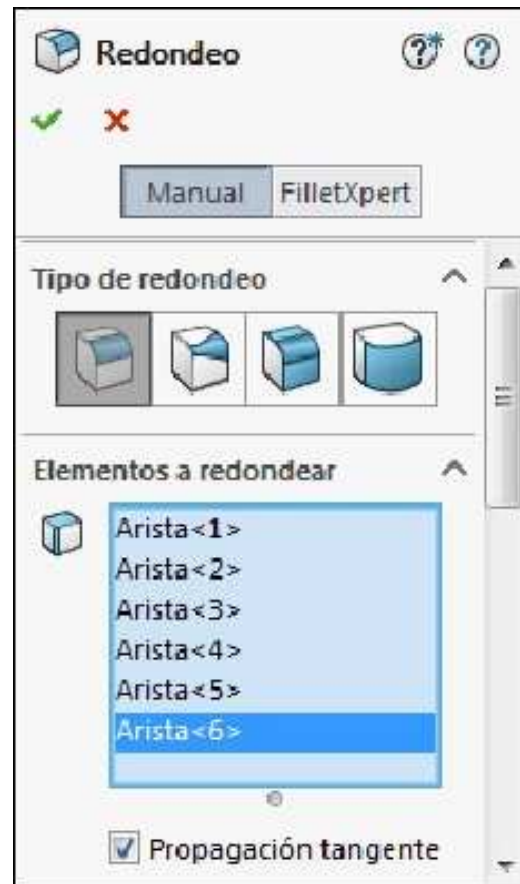 Redondeo
Manual FilletXpert
Tipo de redondeo
Elementos a redondear
Arista<1>
Arista<2>
Arista<3>
Arista<4>
Arista<5>
Arista<6>
Propagación tangente